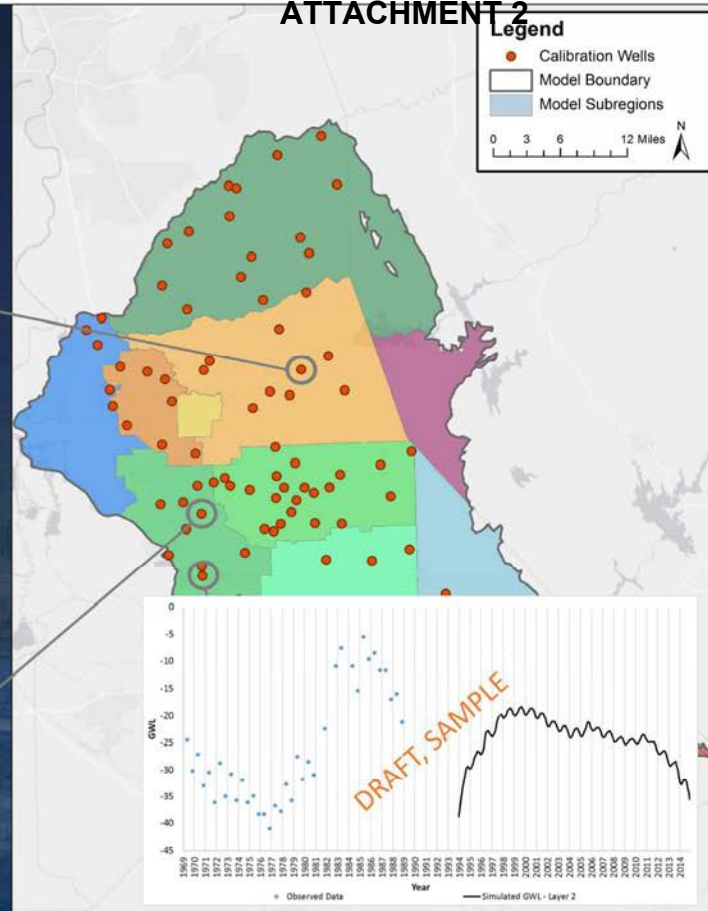 ATTACHMENT 2
Legend
Calibration Wells
Model Boundary
Model Subregions
0 3 6 12 Miles
N
0
-5
-10
-15
-20
-25
-30
-35
-40
-45
GWL
DRAFT, SAMPLE
1969 1970 1971 1972 1973 1974 1975 1976 1977 1978 1979 1980 1981 1982 1983 1984 1985 1986 1987 1988 1989 1990 1991 1992 1993 1994 1995 1996 1997 1998 1999 2000 2001 2002 2003 2004 2005 2006 2007 2008 2009 2010 2011 2012 2013 2014
Year
Observed Data
Simulated GWL - Layer 2